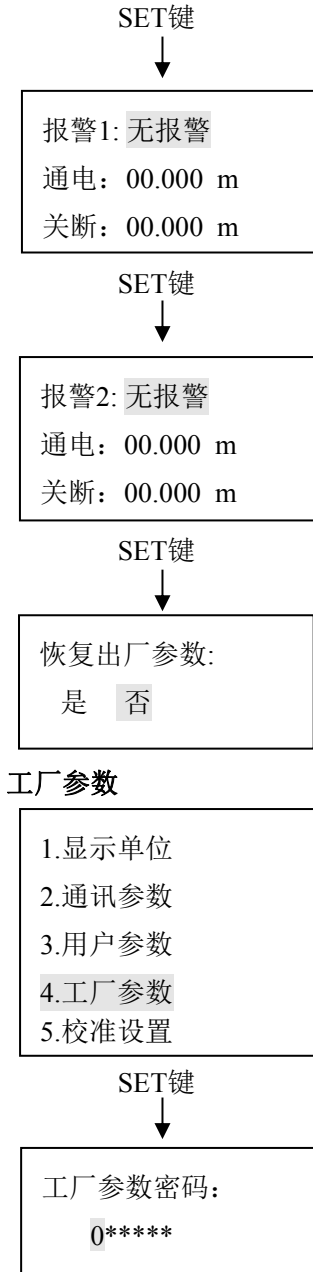 SET键
报警1: 无报警
通电：00.000 m
关断：00.000 m
SET键
报警2: 无报警
通电：00.000 m
关断：00.000 m
SET键
恢复出厂参数:
是 否
工厂参数
1.显示单位
2.通讯参数
3.用户参数
4.工厂参数
5.校准设置
SET键
工厂参数密码：
0*****